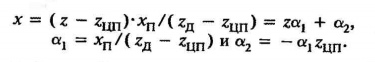 x = (z − z_ЦП)·x_П/(z_Д − z_ЦП) = zα₁ + α₂,
α₁ = x_П/(z_Д − z_ЦП) и α₂ = −α₁z_ЦП.